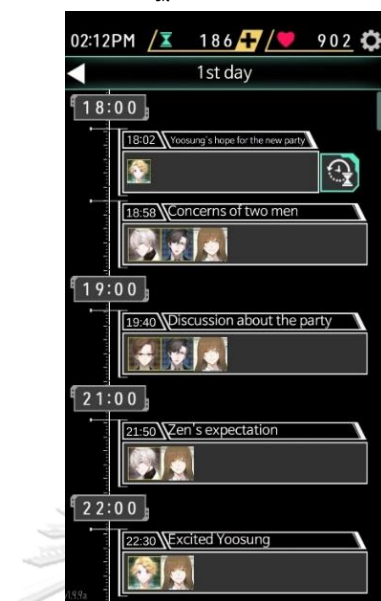 02:12PM 186 902
1st day
18:00
18:02 Yoosung's hope for the new party
18:58 Concerns of two men
19:00
19:40 Discussion about the party
21:00
21:50 Zen's expectation
22:00
22:30 Excited Yoosung